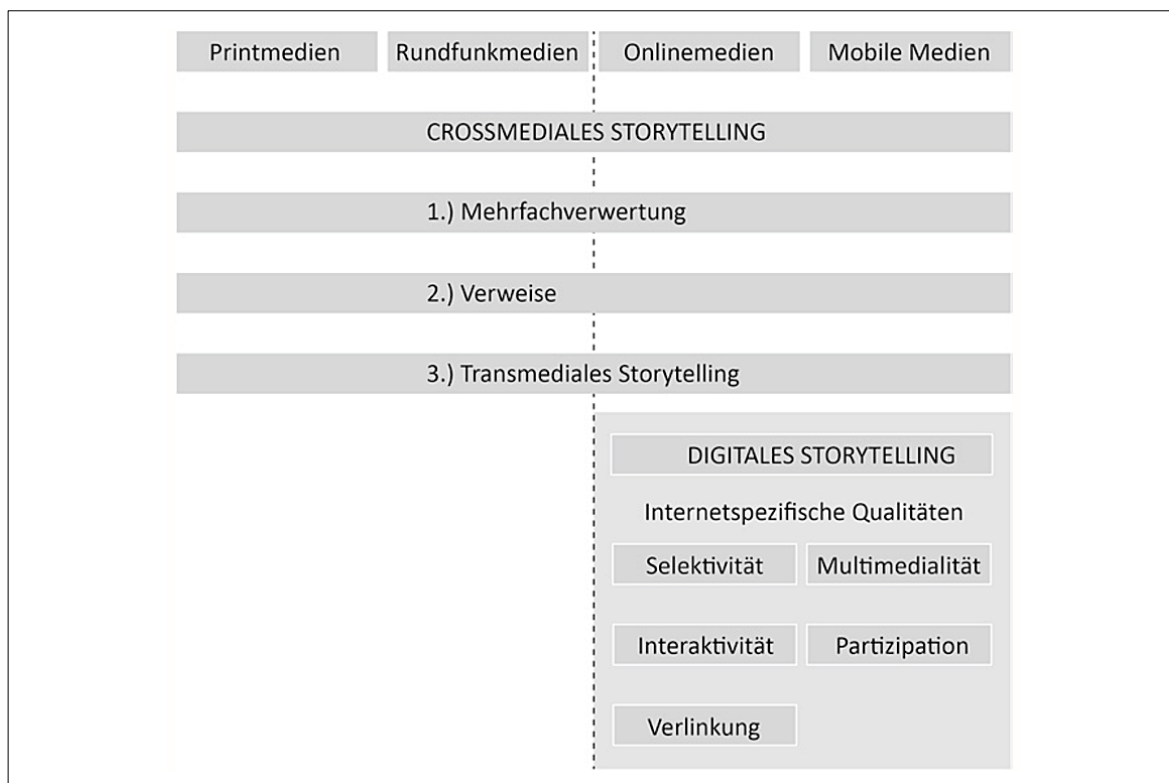 Printmedien Rundfunkmedien Onlinemedien Mobile Medien
CROSSMEDIALES STORYTELLING
1.) Mehrfachverwertung
2.) Verweise
3.) Transmediales Storytelling
DIGITALES STORYTELLING
Internetspezifische Qualitäten
Selektivität Multimedialität
Interaktivität Partizipation
Verlinkung